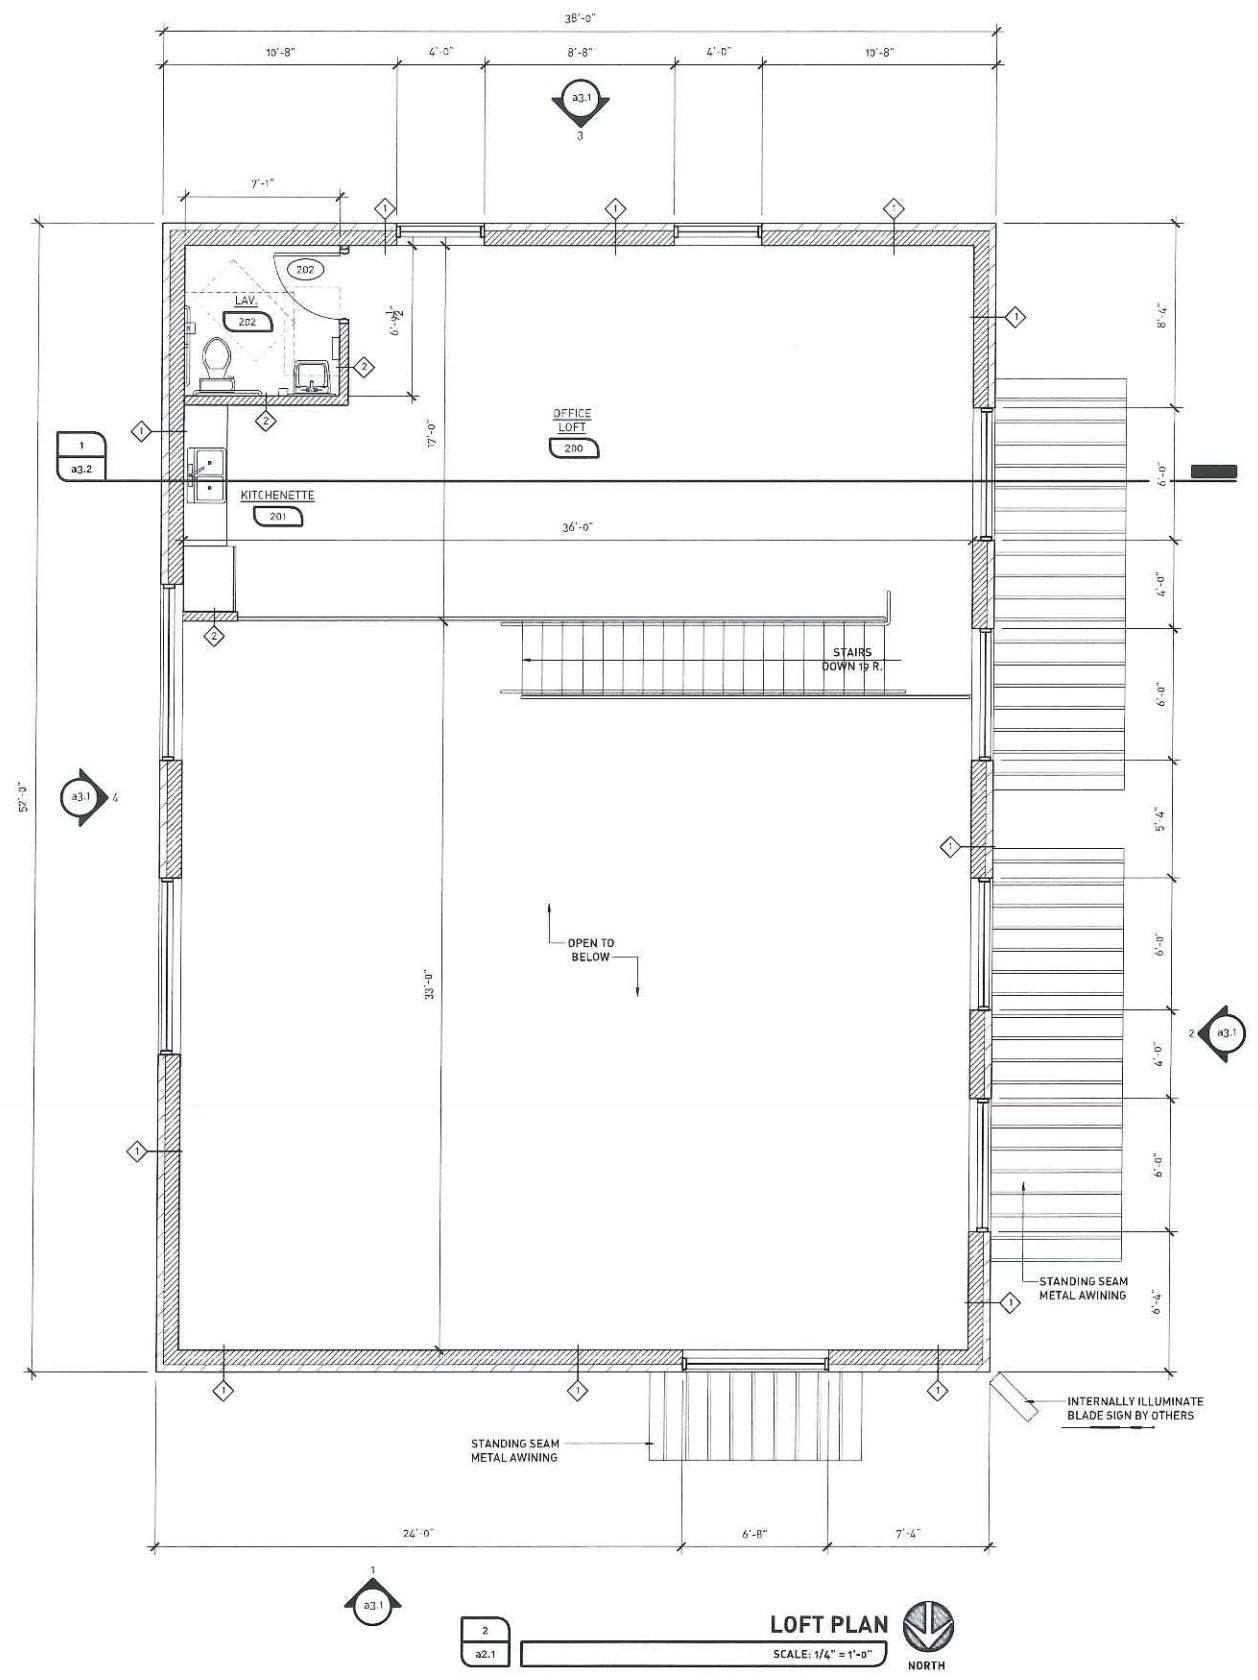 38'-0"
10'-8"
4'-0"
8'-8"
4'-0"
10'-8"
a3.1
3
7'-1"
1
1
1
202
LAV.
202
6'-9½"
8'-4"
1
2
2
OFFICE
LOFT
200
17'-0"
1
1
a3.2
6'-0"
KITCHENETTE
201
36'-0"
4'-0"
2
STAIRS
DOWN 19 R.
6'-0"
52'-0"
a3.1
4
5'-4"
1
OPEN TO
BELOW
33'-0"
6'-0"
2
a3.1
4'-0"
1
6'-0"
STANDING SEAM
METAL AWINING
1
6'-4"
1
1
1
INTERNALLY ILLUMINATE
BLADE SIGN BY OTHERS
STANDING SEAM
METAL AWINING
24'-0"
6'-8"
7'-4"
1
a3.1
2
a2.1
LOFT PLAN
SCALE: 1/4" = 1'-0"
NORTH